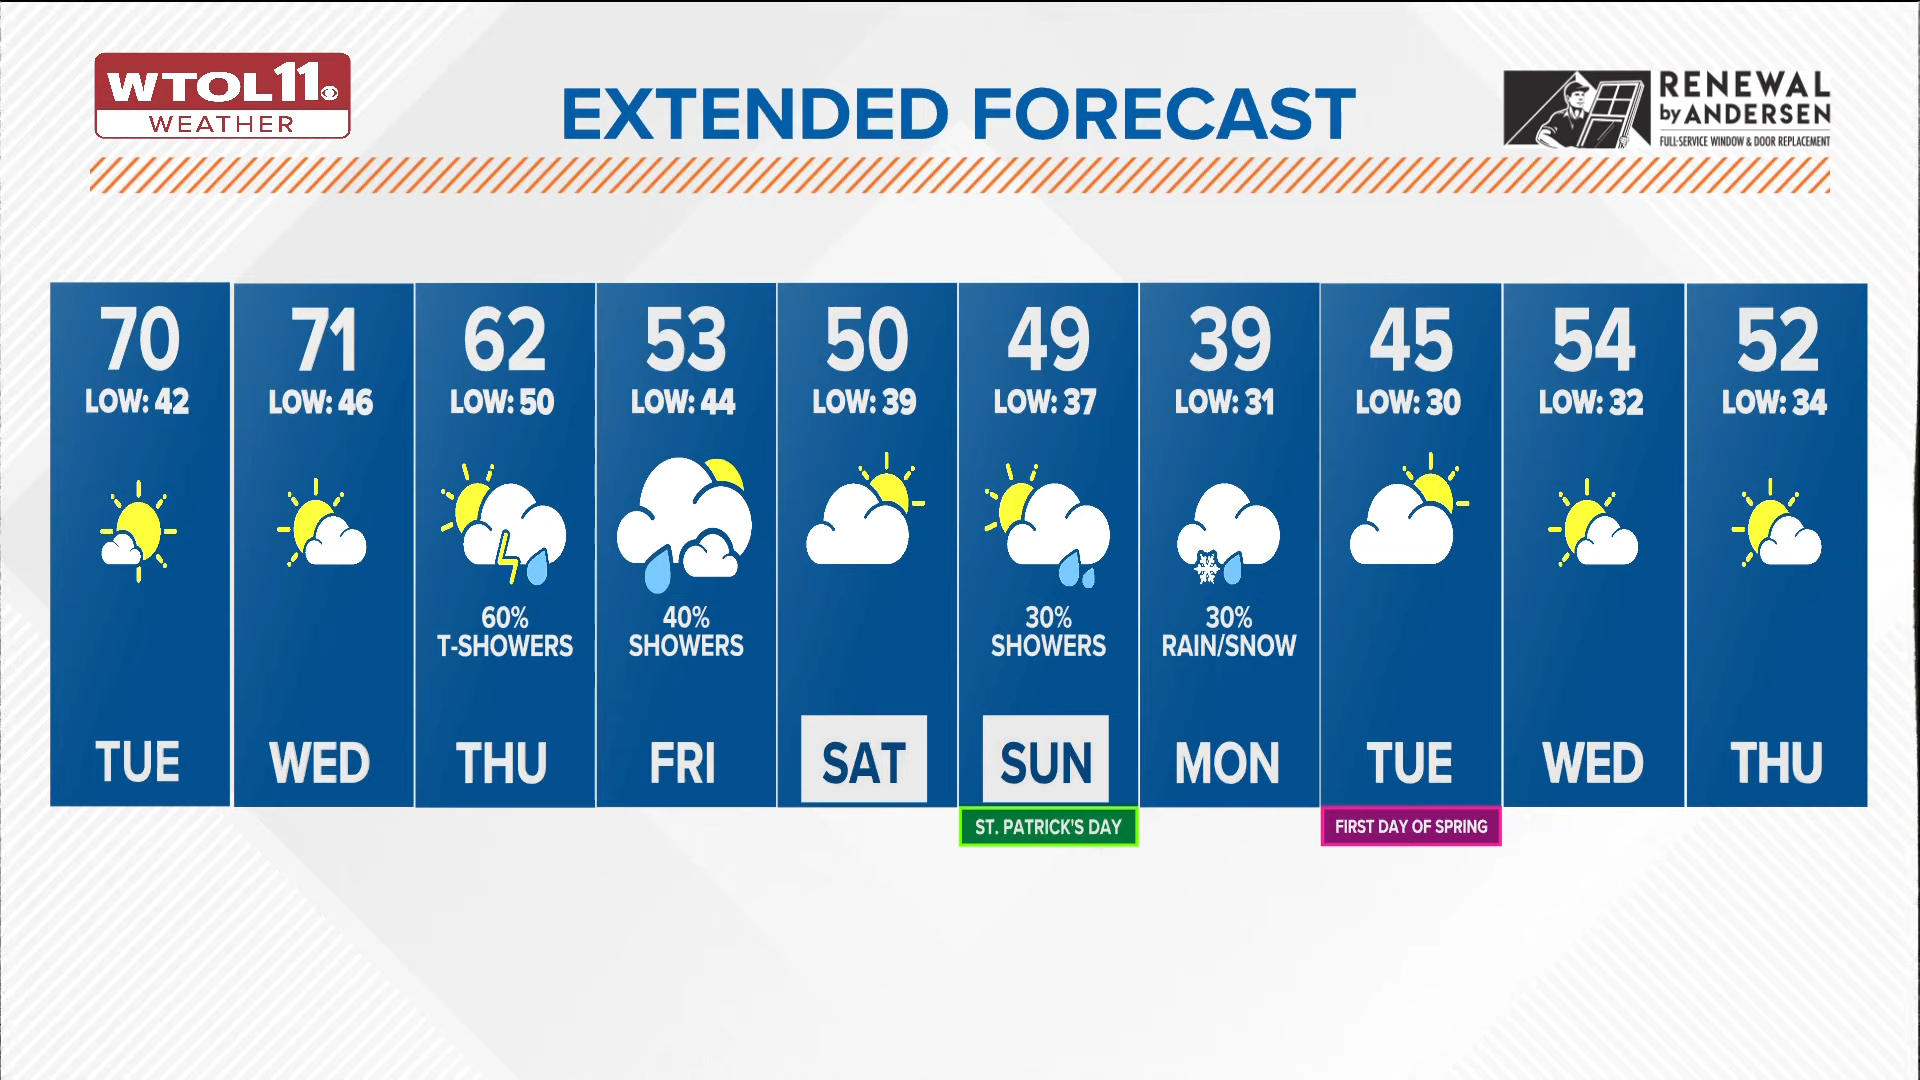 WTOL11
WEATHER
EXTENDED FORECAST
RENEWAL
by ANDERSEN
FULL-SERVICE WINDOW & DOOR REPLACEMENT
70
LOW: 42
TUE
71
LOW: 46
WED
62
LOW: 50
60%
T-SHOWERS
THU
53
LOW: 44
40%
SHOWERS
FRI
50
LOW: 39
SAT
49
LOW: 37
30%
SHOWERS
SUN
ST. PATRICK'S DAY
39
LOW: 31
30%
RAIN/SNOW
MON
45
LOW: 30
TUE
FIRST DAY OF SPRING
54
LOW: 32
WED
52
LOW: 34
THU